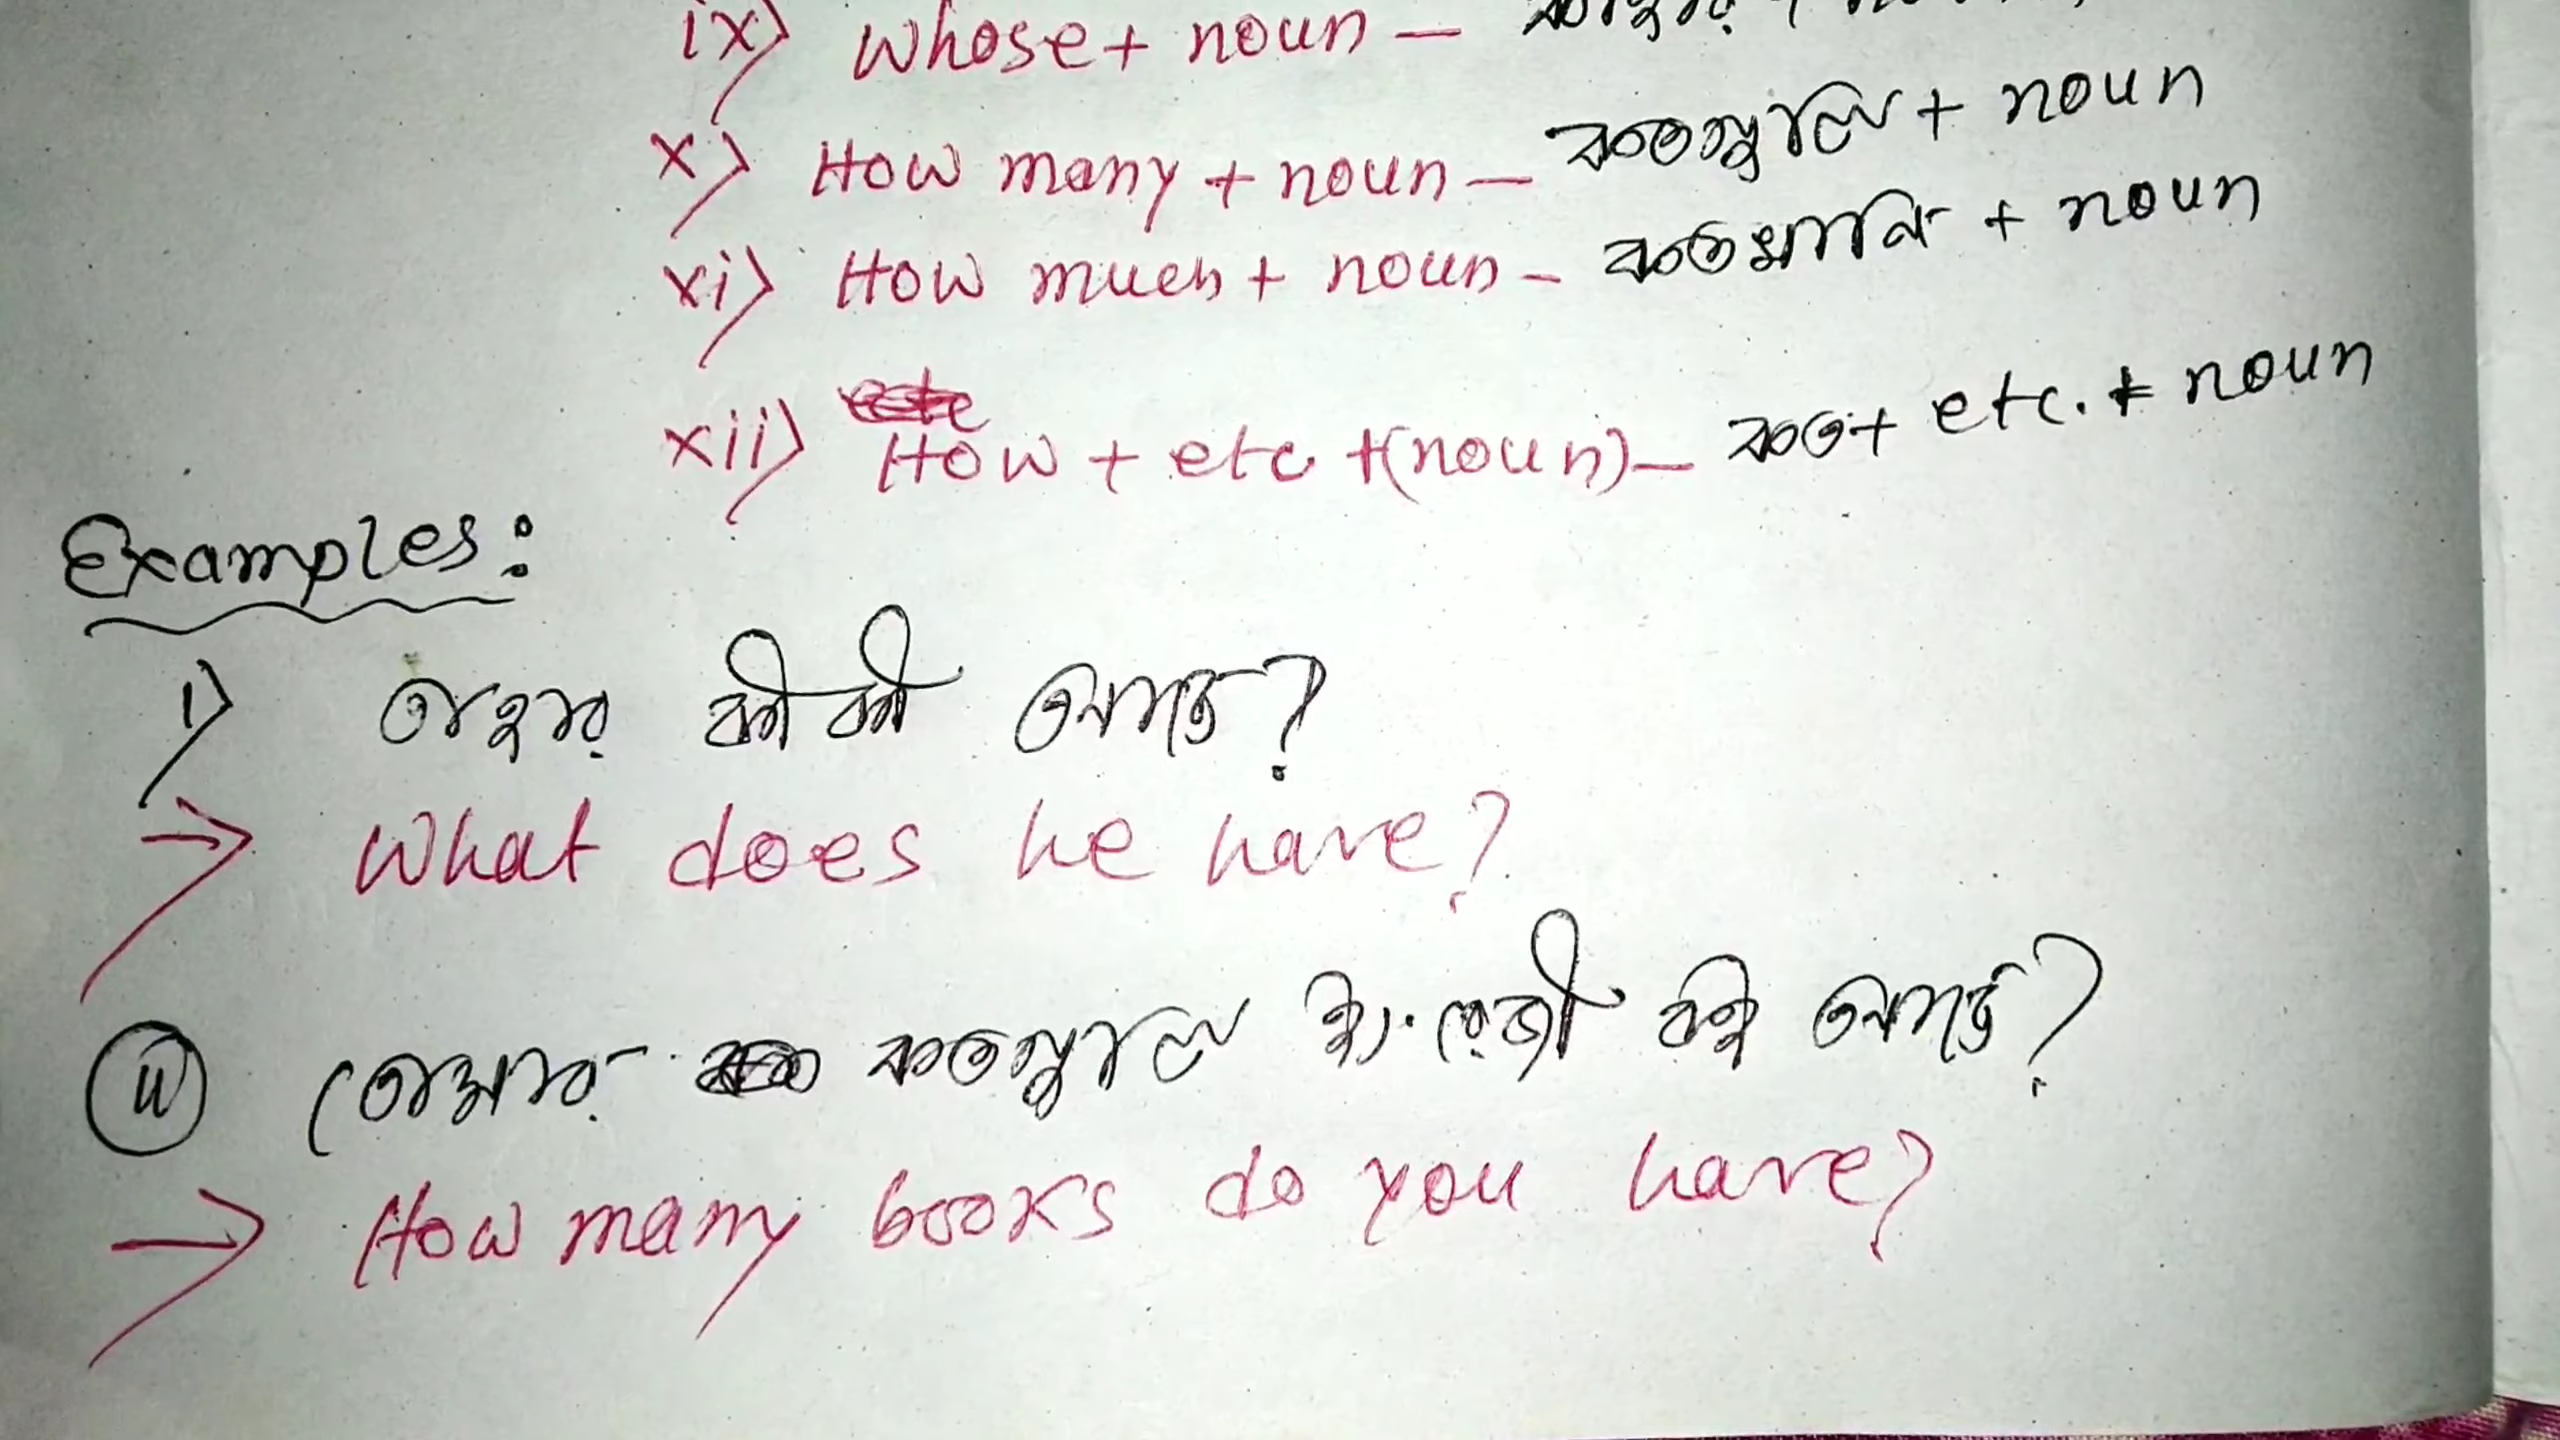 ix) Whose + noun –
x) How many + noun – কতগুলি + noun
xi) How much + noun – কতখানি + noun
xii) How + etc + (noun) – কত + etc. + noun
Examples:
i) তাহার কী কী আছে?
→ What does he have?
ii) তোমার কতগুলি ইংরেজী বই আছে?
→ How many books do you have?